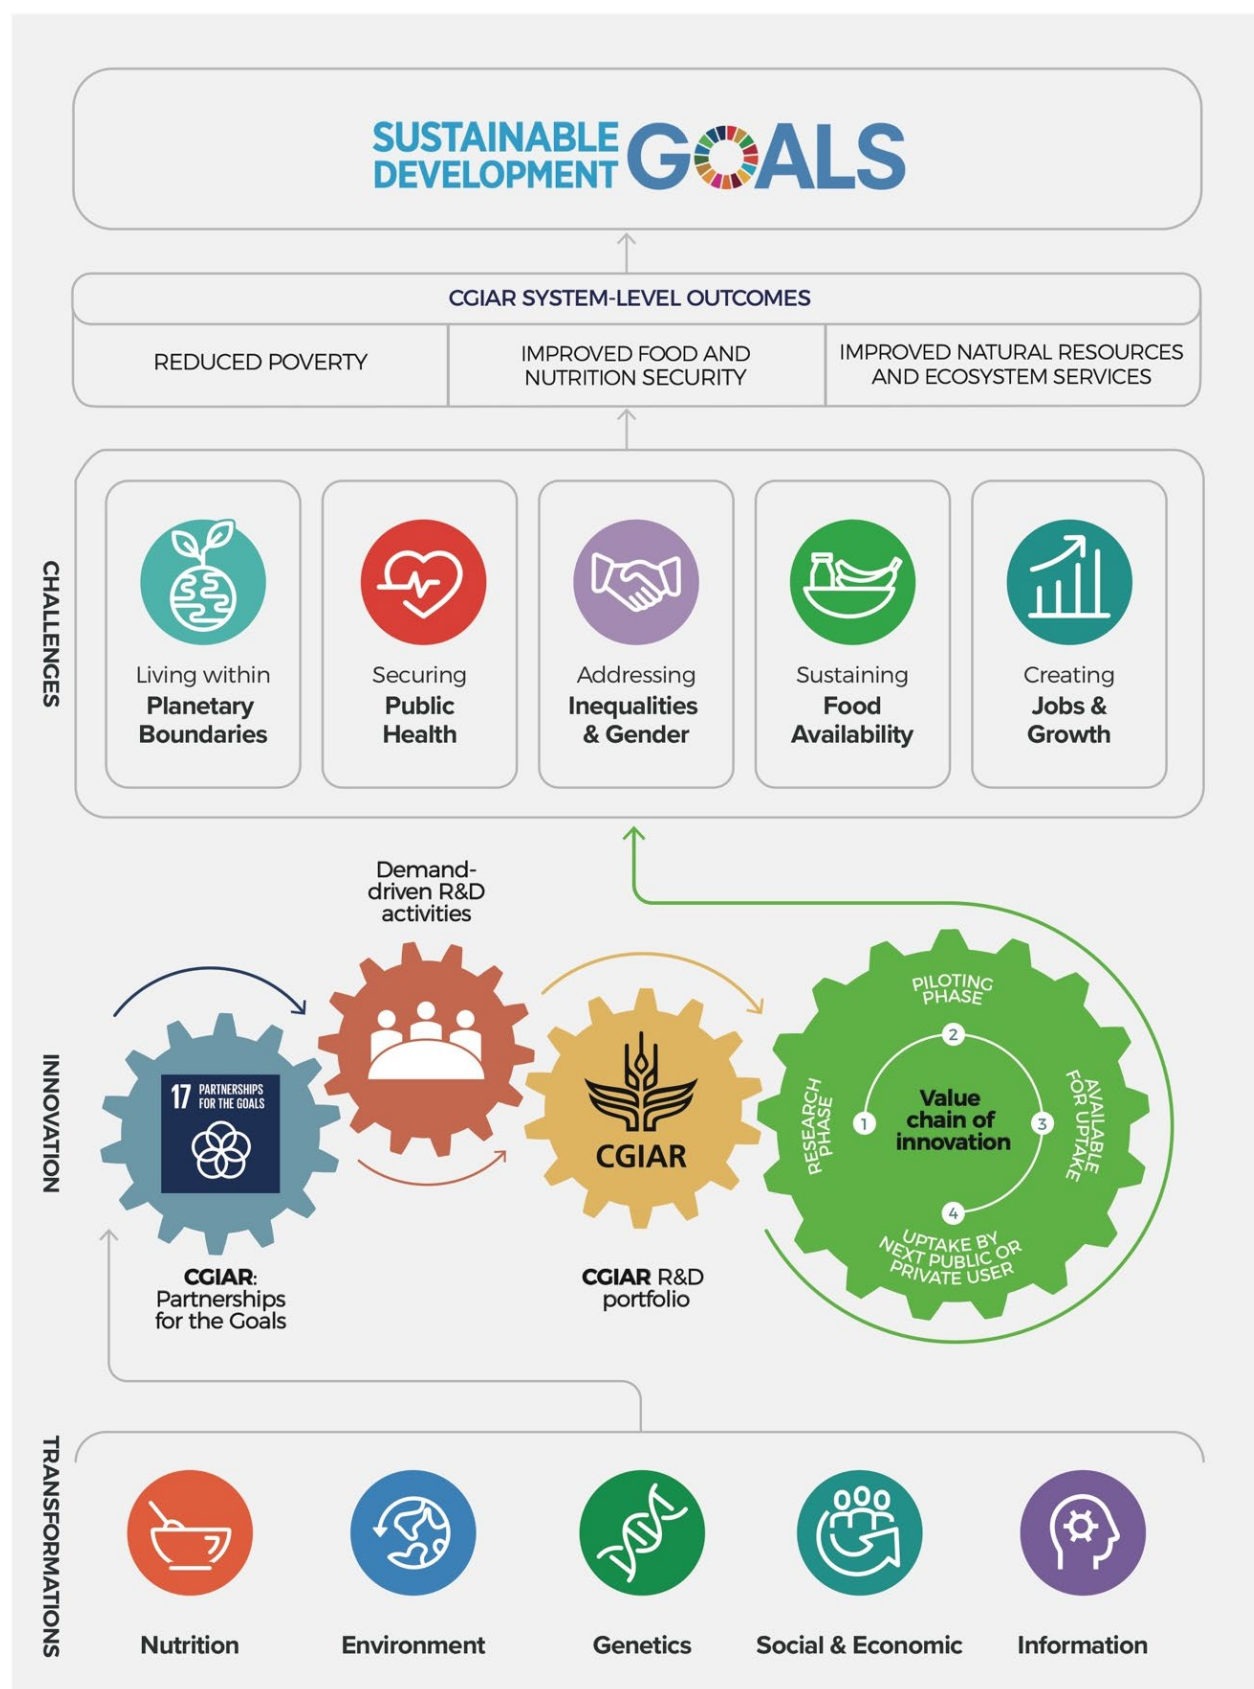 SUSTAINABLE
DEVELOPMENT
GOALS
CGIAR SYSTEM-LEVEL OUTCOMES
REDUCED POVERTY
IMPROVED FOOD AND
NUTRITION SECURITY
IMPROVED NATURAL RESOURCES
AND ECOSYSTEM SERVICES
CHALLENGES
Living within
Planetary
Boundaries
Securing
Public
Health
Addressing
Inequalities
& Gender
Sustaining
Food
Availability
Creating
Jobs &
Growth
INNOVATION
Demand-
driven R&D
activities
17 PARTNERSHIPS
FOR THE GOALS
CGIAR:
Partnerships
for the Goals
CGIAR
CGIAR R&D
portfolio
Value
chain of
innovation
1
RESEARCH
PHASE
2
PILOTING
PHASE
3
AVAILABLE
FOR UPTAKE
4
UPTAKE BY
NEXT PUBLIC OR
PRIVATE USER
TRANSFORMATIONS
Nutrition
Environment
Genetics
Social & Economic
Information